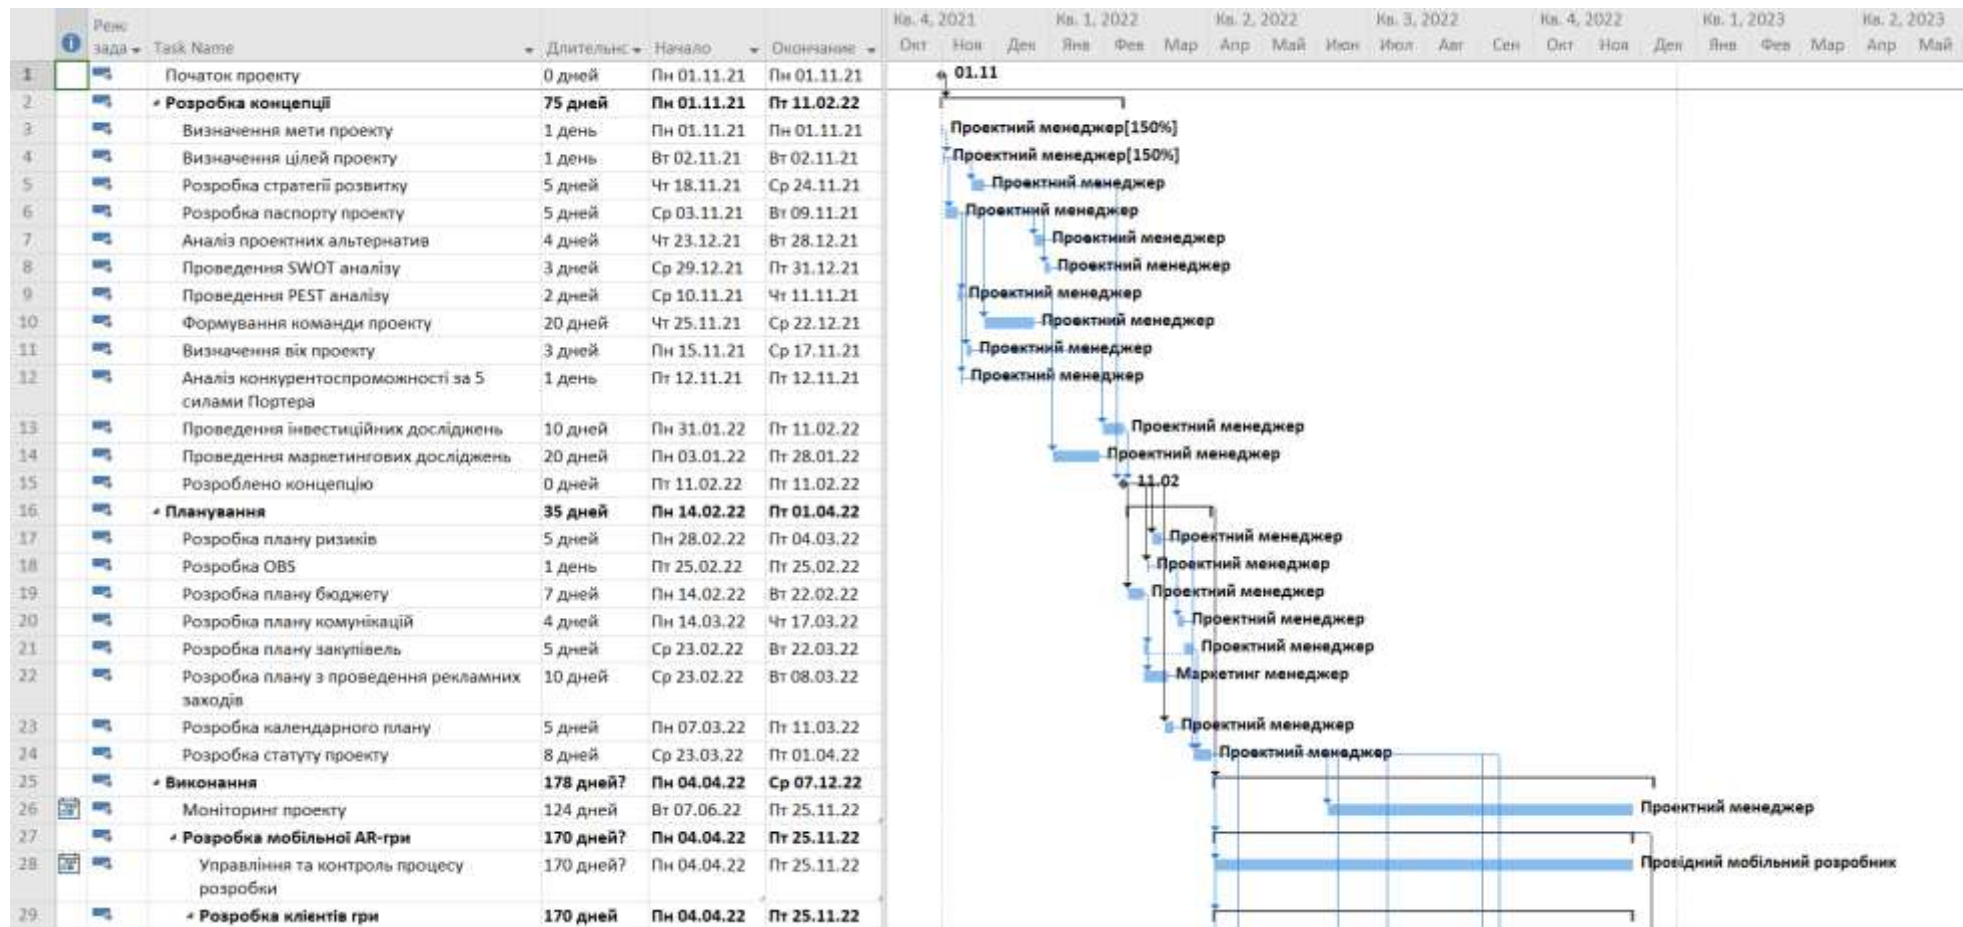 Кв. 4, 2021 Кв. 1, 2022 Кв. 2, 2022 Кв. 3, 2022 Кв. 4, 2022 Кв. 1, 2023 Кв. 2, 2023
зада Task Name Длительнс Начало Окончание Окт Ноя Дек Янв Фев Мар Апр Май Июн Июл Авг Сен Окт Ноя Дек Янв Фев Мар Апр Май
1 Початок проекту 0 дней Пн 01.11.21 Пн 01.11.21 01.11
2 Розробка концепції 75 дней Пн 01.11.21 Пт 11.02.22
3 Визначення мети проекту 1 день Пн 01.11.21 Пн 01.11.21 Проектний менеджер[150%]
4 Визначення цілей проекту 1 день Вт 02.11.21 Вт 02.11.21 Проектний менеджер[150%]
5 Розробка стратегії розвитку 5 дней Чт 18.11.21 Ср 24.11.21 Проектний менеджер
6 Розробка паспорту проекту 5 дней Ср 03.11.21 Вт 09.11.21 Проектний менеджер
7 Аналіз проектних альтернатив 4 дней Чт 23.12.21 Вт 28.12.21 Проектний менеджер
8 Проведення SWOT аналізу 3 дней Ср 29.12.21 Пт 31.12.21 Проектний менеджер
9 Проведення PEST аналізу 2 дней Ср 10.11.21 Чт 11.11.21 Проектний менеджер
10 Формування команди проекту 20 дней Чт 25.11.21 Ср 22.12.21 Проектний менеджер
11 Визначення віх проекту 3 дней Пн 15.11.21 Ср 17.11.21 Проектний менеджер
12 Аналіз конкурентоспроможності за 5 1 день Пт 12.11.21 Пт 12.11.21 Проектний менеджер
силами Портера
13 Проведення інвестиційних досліджень 10 дней Пн 31.01.22 Пт 11.02.22 Проектний менеджер
14 Проведення маркетингових досліджень 20 дней Пн 03.01.22 Пт 28.01.22 Проектний менеджер
15 Розроблено концепцію 0 дней Пт 11.02.22 Пт 11.02.22 11.02
16 Планування 35 дней Пн 14.02.22 Пт 01.04.22
17 Розробка плану ризиків 5 дней Пн 28.02.22 Пт 04.03.22 Проектний менеджер
18 Розробка OBS 1 день Пт 25.02.22 Пт 25.02.22 Проектний менеджер
19 Розробка плану бюджету 7 дней Пн 14.02.22 Вт 22.02.22 Проектний менеджер
20 Розробка плану комунікацій 4 дней Пн 14.03.22 Чт 17.03.22 Проектний менеджер
21 Розробка плану закупівель 5 дней Ср 23.02.22 Вт 22.03.22 Проектний менеджер
22 Розробка плану з проведення рекламних 10 дней Ср 23.02.22 Вт 08.03.22 Маркетинг менеджер
заходів
23 Розробка календарного плану 5 дней Пн 07.03.22 Пт 11.03.22 Проектний менеджер
24 Розробка статуту проекту 8 дней Ср 23.03.22 Пт 01.04.22 Проектний менеджер
25 Виконання 178 дней? Пн 04.04.22 Ср 07.12.22
26 Моніторинг проекту 124 дней Вт 07.06.22 Пт 25.11.22 Проектний менеджер
27 Розробка мобільної AR-гри 170 дней? Пн 04.04.22 Пт 25.11.22
28 Управління та контроль процесу 170 дней? Пн 04.04.22 Пт 25.11.22 Провідний мобільний розробник
розробки
29 Розробка клієнтів гри 170 дней Пн 04.04.22 Пт 25.11.22